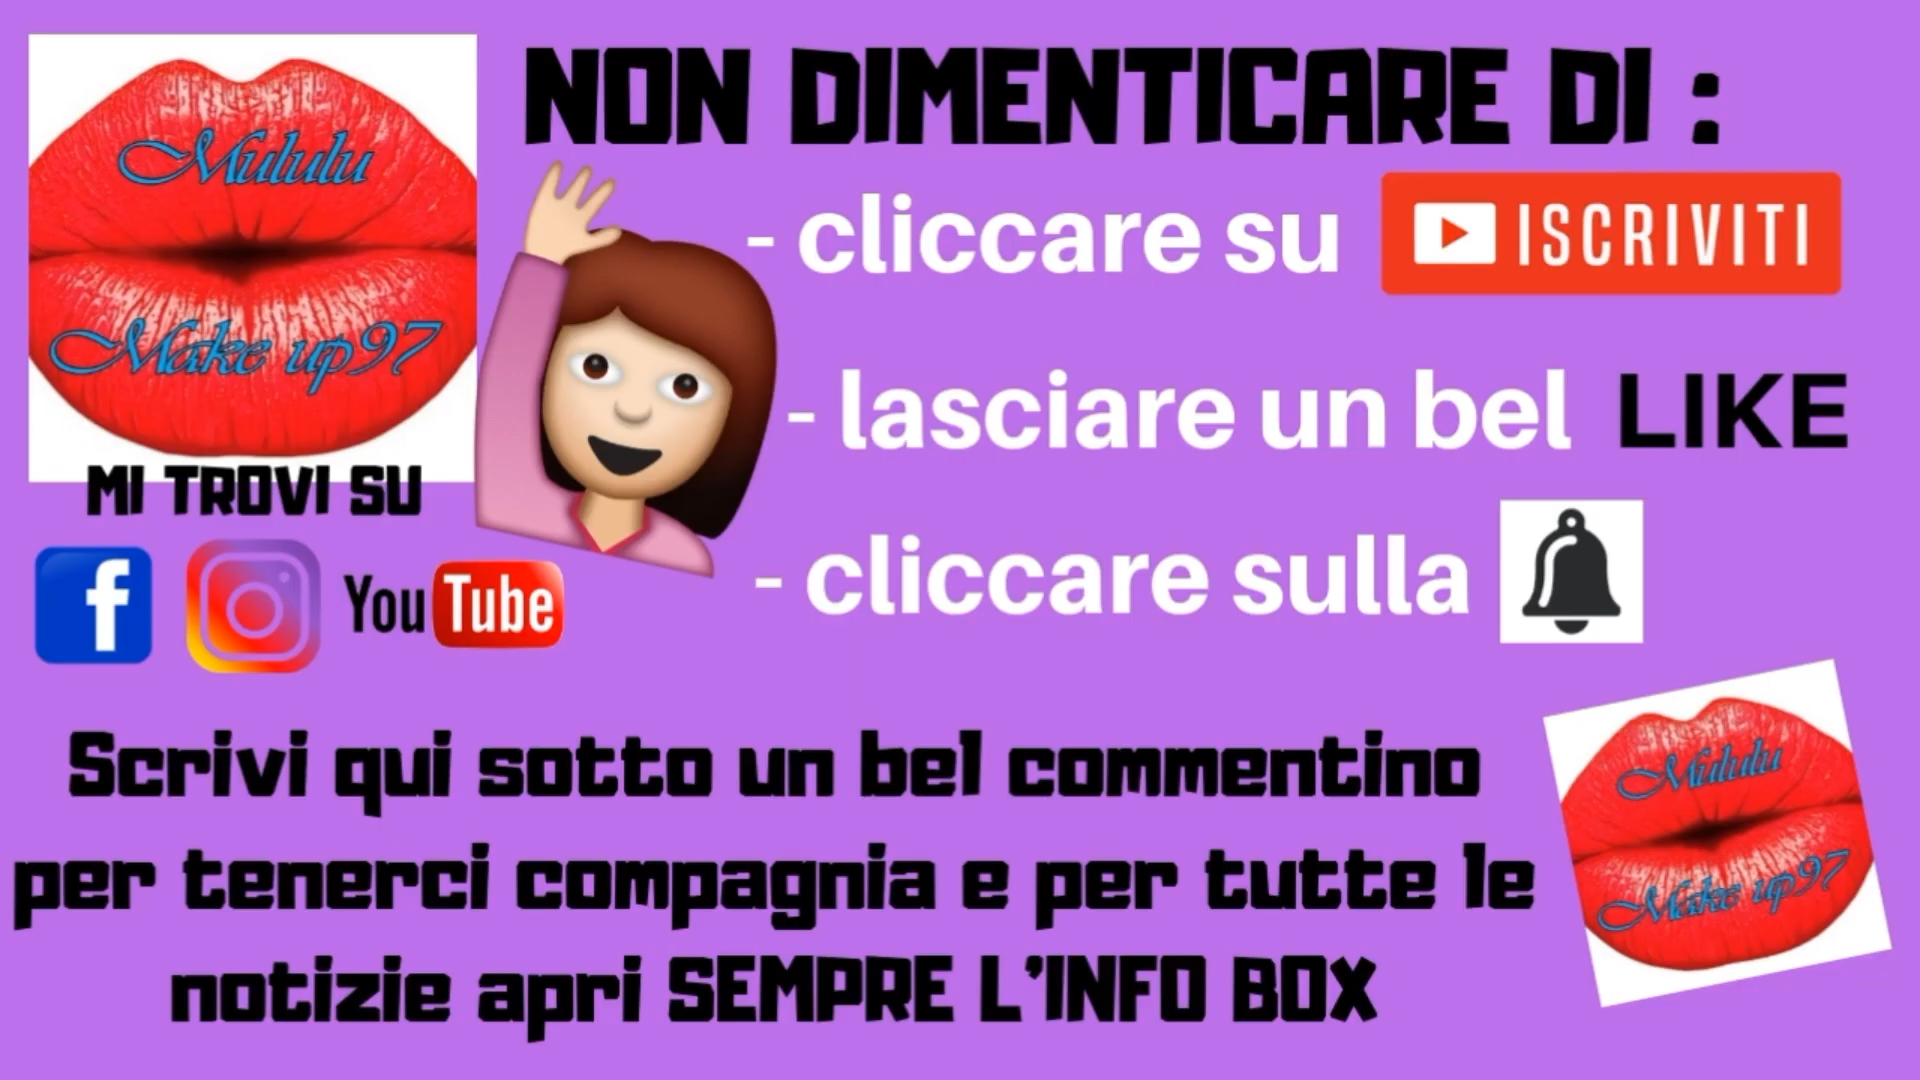 Mululu
Make up97
MI TROVI SU
f
You Tube
NON DIMENTICARE DI :
- cliccare su ISCRIVITI
- lasciare un bel LIKE
- cliccare sulla
Scrivi qui sotto un bel commentino
per tenerci compagnia e per tutte le
notizie apri SEMPRE L'INFO BOX
Mululu
Make up97